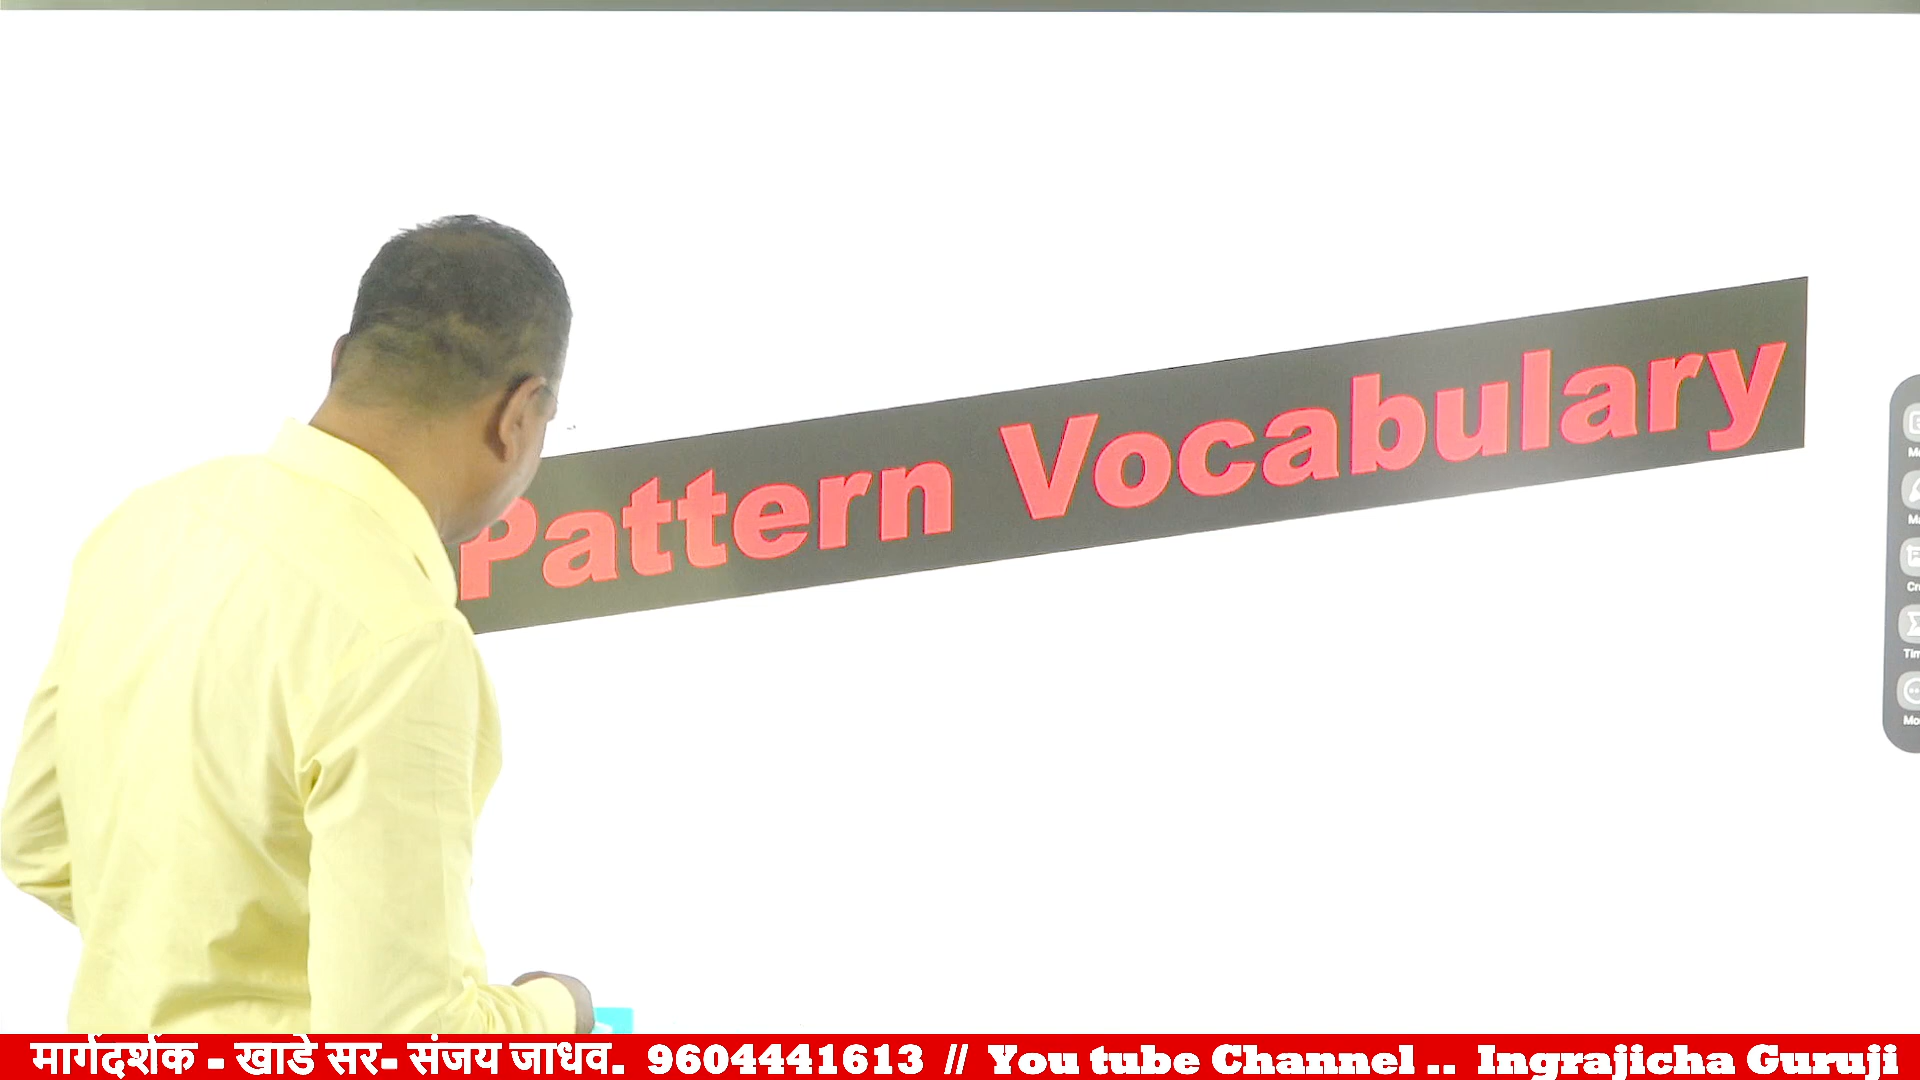 Pattern Vocabulary
मार्गदर्शक - खाडे सर- संजय जाधव. 9604441613 // You tube Channel .. Ingrajicha Guruji